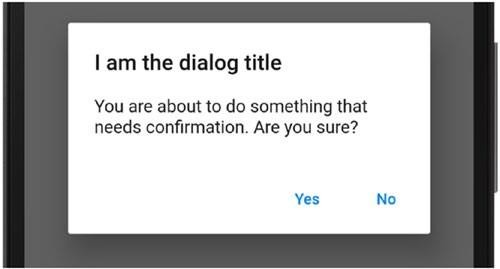 I am the dialog title
You are about to do something that
needs confirmation. Are you sure?
Yes No